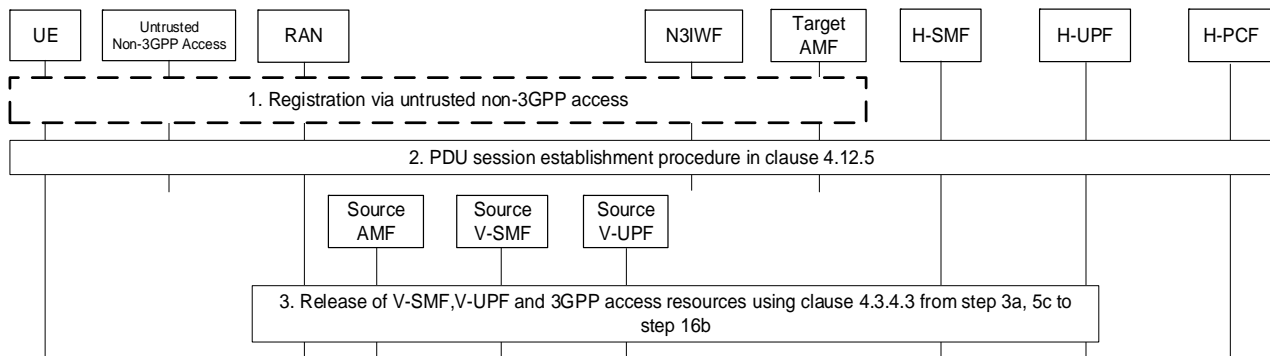 UE
Untrusted
Non-3GPP Access
RAN
N3IWF
Target
AMF
H-SMF
H-UPF
H-PCF
1. Registration via untrusted non-3GPP access
2. PDU session establishment procedure in clause 4.12.5
Source
AMF
Source
V-SMF
Source
V-UPF
3. Release of V-SMF,V-UPF and 3GPP access resources using clause 4.3.4.3 from step 3a, 5c to
step 16b